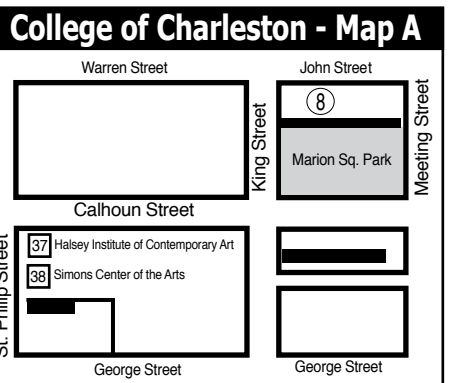 College of Charleston - Map A
Warren Street
John Street
8
King Street
Meeting Street
Marion Sq. Park
Calhoun Street
St. Philip Street
37 Halsey Institute of Contemporary Art
38 Simons Center of the Arts
George Street
George Street